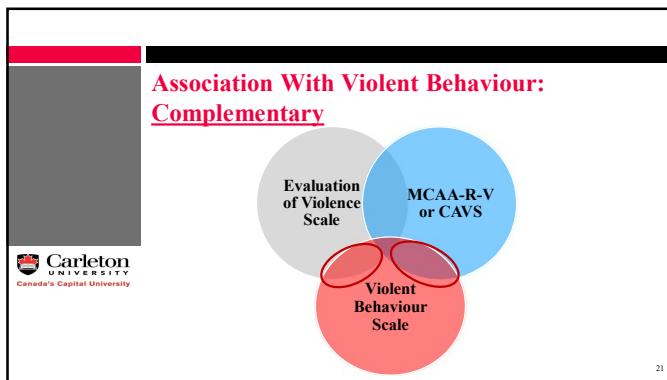 Association With Violent Behaviour:
Complementary
Evaluation
of Violence
Scale
MCAA-R-V
or CAVS
Violent
Behaviour
Scale
Carleton
UNIVERSITY
Canada's Capital University
21